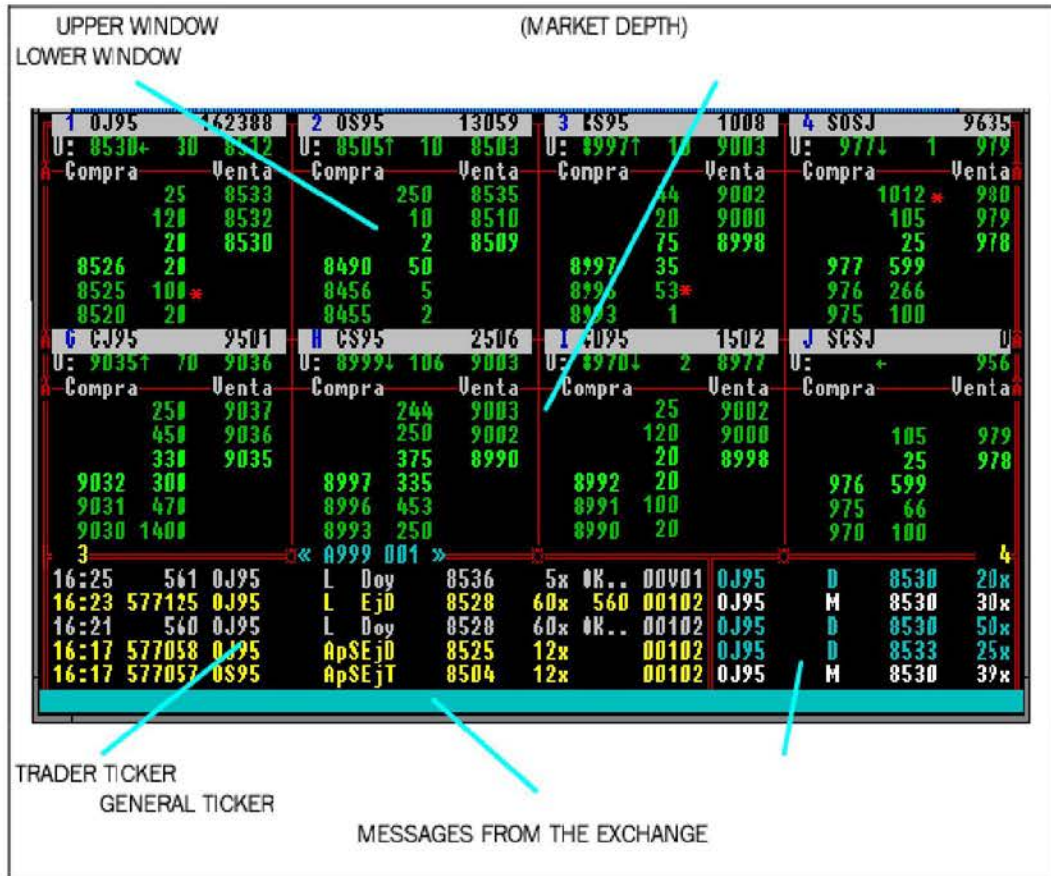 UPPER WINDOW (MARKET DEPTH)
LOWER WINDOW
1 OJ95 162388 2 OS95 13059 3 ES95 1008 4 SOSJ 9635
U: 8530← 30 8512 U: 8505↑ 10 8503 U: 8997↑ 10 9003 U: 977↓ 1 979
Compra Venta Compra Venta Compra Venta Compra Venta
25 8533 250 8535 44 9002 1012 * 980
120 8532 10 8510 20 9000 105 979
20 8530 2 8509 75 8998 25 978
8526 20 8490 50 8997 35 977 599
8525 100 * 8456 5 8996 53* 976 266
8520 20 8455 2 8993 1 975 100
G CJ95 9501 H CS95 2506 I CD95 1502 J SCSJ 0
U: 9035↑ 70 9036 U: 8999↓ 106 9003 U: 8970↓ 2 8977 U: ← 956
Compra Venta Compra Venta Compra Venta Compra Venta
250 9037 244 9003 25 9002
450 9036 250 9002 120 9000 105 979
330 9035 375 8990 20 8998 25 978
9032 300 8997 335 8992 20 976 599
9031 470 8996 453 8991 100 975 66
9030 1400 8993 250 8990 20 970 100
3 « A999 001 » 4
16:25 561 OJ95 L Doy 8536 5x OK.. 00V01 OJ95 D 8530 20x
16:23 577125 OJ95 L EjD 8528 60x 560 00102 OJ95 M 8530 30x
16:21 560 OJ95 L Doy 8528 60x OK.. 00102 OJ95 D 8530 50x
16:17 577058 OJ95 ApSEjD 8525 12x 00102 OJ95 D 8533 25x
16:17 577057 OS95 ApSEjT 8504 12x 00102 OJ95 M 8530 39x
TRADER TICKER
GENERAL TICKER
MESSAGES FROM THE EXCHANGE